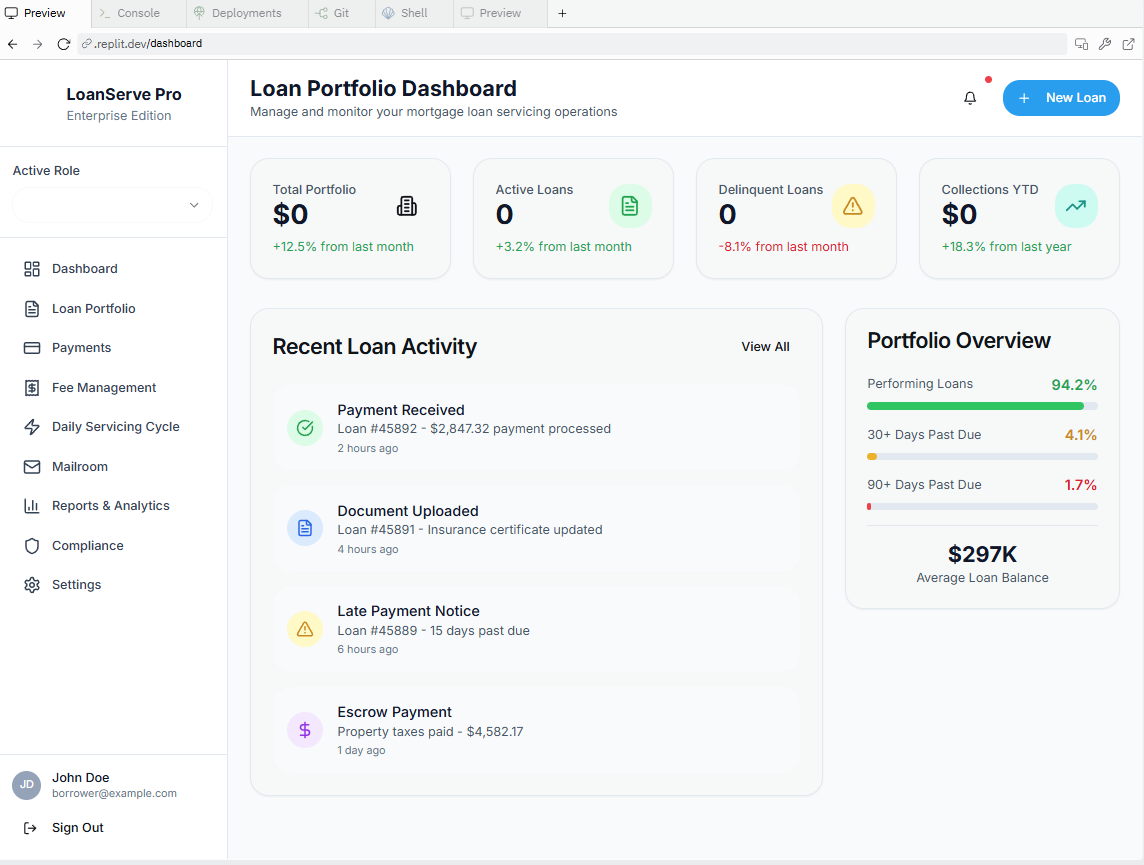 Preview
Console
Deployments
Git
Shell
Preview
.replit.dev/dashboard
LoanServe Pro
Enterprise Edition
Active Role
Dashboard
Loan Portfolio
Payments
Fee Management
Daily Servicing Cycle
Mailroom
Reports & Analytics
Compliance
Settings
JD
John Doe
borrower@example.com
Sign Out
Loan Portfolio Dashboard
Manage and monitor your mortgage loan servicing operations
New Loan
Total Portfolio
$0
+12.5% from last month
Active Loans
0
+3.2% from last month
Delinquent Loans
0
-8.1% from last month
Collections YTD
$0
+18.3% from last year
Recent Loan Activity
View All
Payment Received
Loan #45892 - $2,847.32 payment processed
2 hours ago
Document Uploaded
Loan #45891 - Insurance certificate updated
4 hours ago
Late Payment Notice
Loan #45889 - 15 days past due
6 hours ago
Escrow Payment
Property taxes paid - $4,582.17
1 day ago
Portfolio Overview
Performing Loans 94.2%
30+ Days Past Due 4.1%
90+ Days Past Due 1.7%
$297K
Average Loan Balance